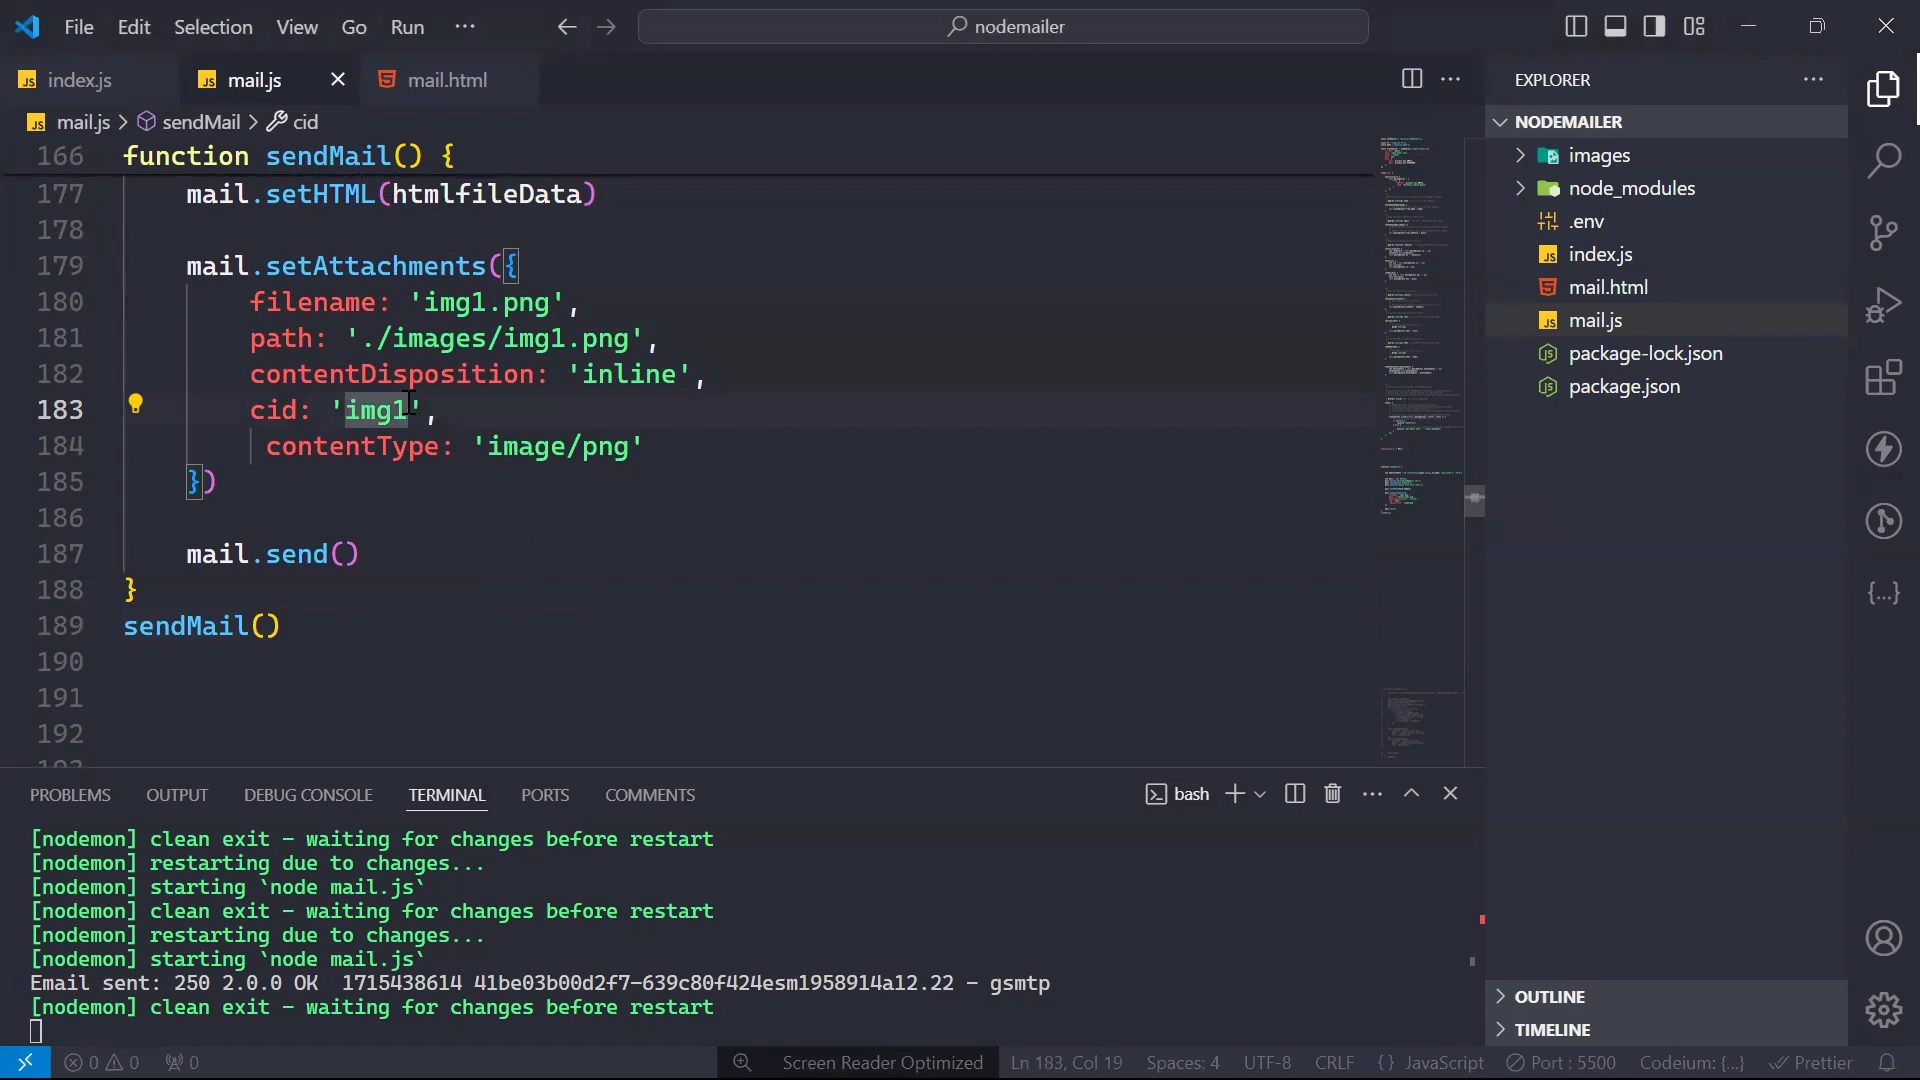 File Edit Selection View Go Run ··· nodemailer
index.js mail.js mail.html
mail.js > sendMail > cid
166 function sendMail() {
177 mail.setHTML(htmlfileData)
178
179 mail.setAttachments({
180 filename: 'img1.png',
181 path: './images/img1.png',
182 contentDisposition: 'inline',
183 cid: 'img1',
184 contentType: 'image/png'
185 })
186
187 mail.send()
188 }
189 sendMail()
190
191
192
193
PROBLEMS OUTPUT DEBUG CONSOLE TERMINAL PORTS COMMENTS bash
[nodemon] clean exit - waiting for changes before restart
[nodemon] restarting due to changes...
[nodemon] starting `node mail.js`
[nodemon] clean exit - waiting for changes before restart
[nodemon] restarting due to changes...
[nodemon] starting `node mail.js`
Email sent: 250 2.0.0 OK 1715438614 41be03b00d2f7-639c80f424esm1958914a12.22 - gsmtp
[nodemon] clean exit - waiting for changes before restart
EXPLORER ···
NODEMAILER
images
node_modules
.env
index.js
mail.html
mail.js
package-lock.json
package.json
OUTLINE
TIMELINE
0 0 0 Screen Reader Optimized Ln 183, Col 19 Spaces: 4 UTF-8 CRLF {} JavaScript Port : 5500 Codeium: {...} Prettier